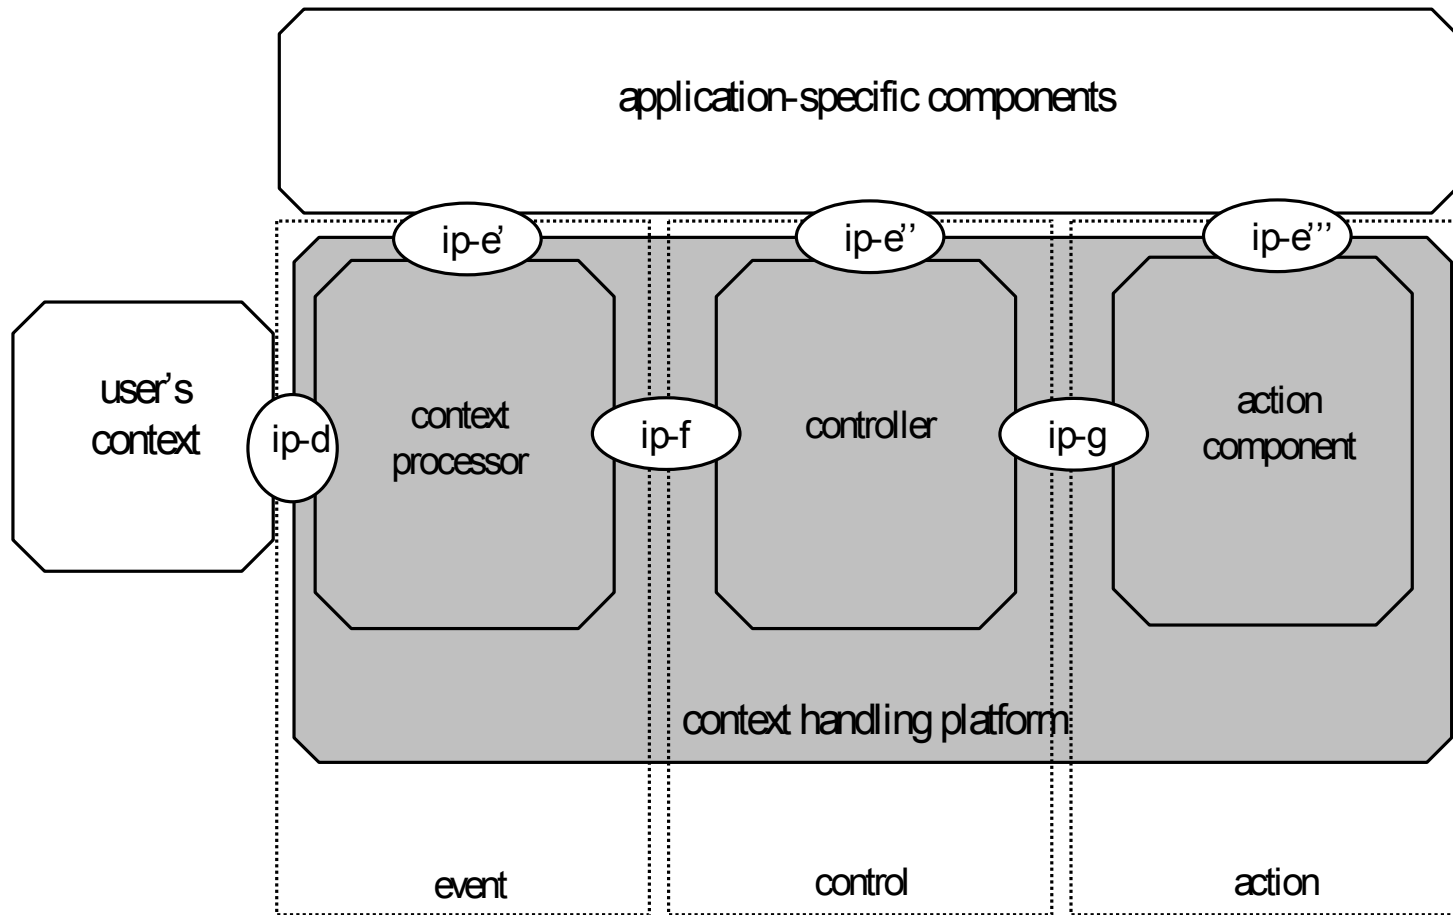 application-specific components
ip-e'
ip-e''
ip-e'''
user's
context
ip-d
context
processor
ip-f
controller
ip-g
action
component
context handling platform
event
control
action